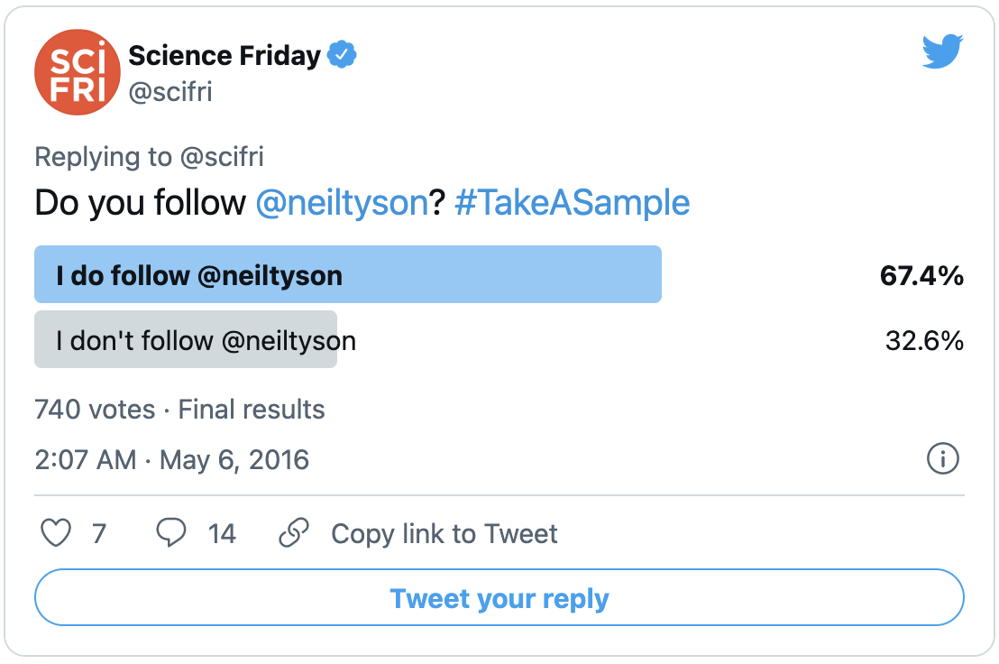 SCI
FRI
Science Friday
@scifri
Replying to @scifri
Do you follow @neiltyson? #TakeASample
I do follow @neiltyson 67.4%
I don't follow @neiltyson 32.6%
740 votes · Final results
2:07 AM · May 6, 2016
7 14 Copy link to Tweet
Tweet your reply